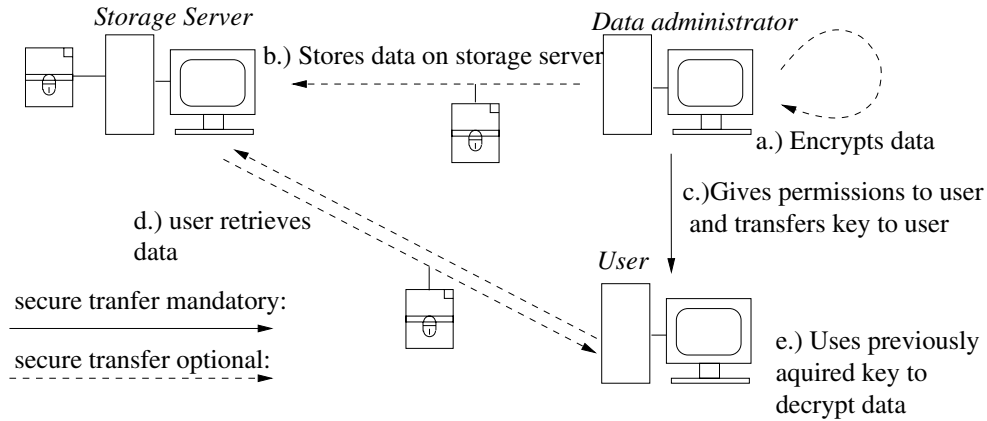 Storage Server
Data administrator
b.) Stores data on storage server
a.) Encrypts data
c.)Gives permissions to user
and transfers key to user
d.) user retrieves
data
User
secure tranfer mandatory:
secure transfer optional:
e.) Uses previously
aquired key to
decrypt data